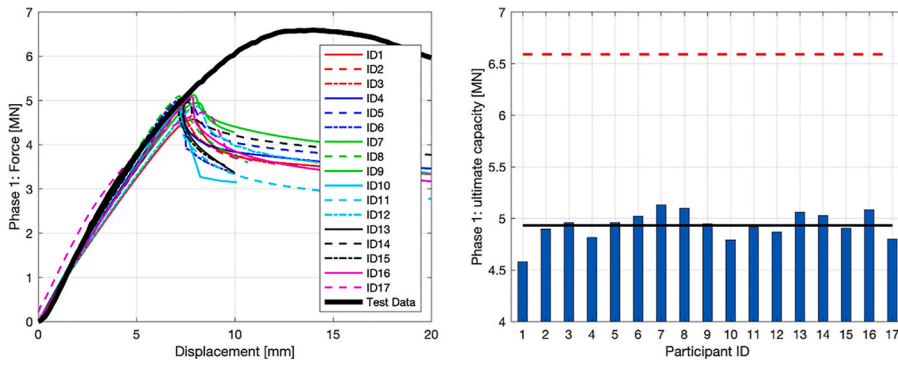 Phase 1: Force [MN]
7
6
5
4
3
2
1
0
0 5 10 15 20
Displacement [mm]
ID1
ID2
ID3
ID4
ID5
ID6
ID7
ID8
ID9
ID10
ID11
ID12
ID13
ID14
ID15
ID16
ID17
Test Data
Phase 1: ultimate capacity [MN]
7
6.5
6
5.5
5
4.5
4
1 2 3 4 5 6 7 8 9 10 11 12 13 14 15 16 17
Participant ID